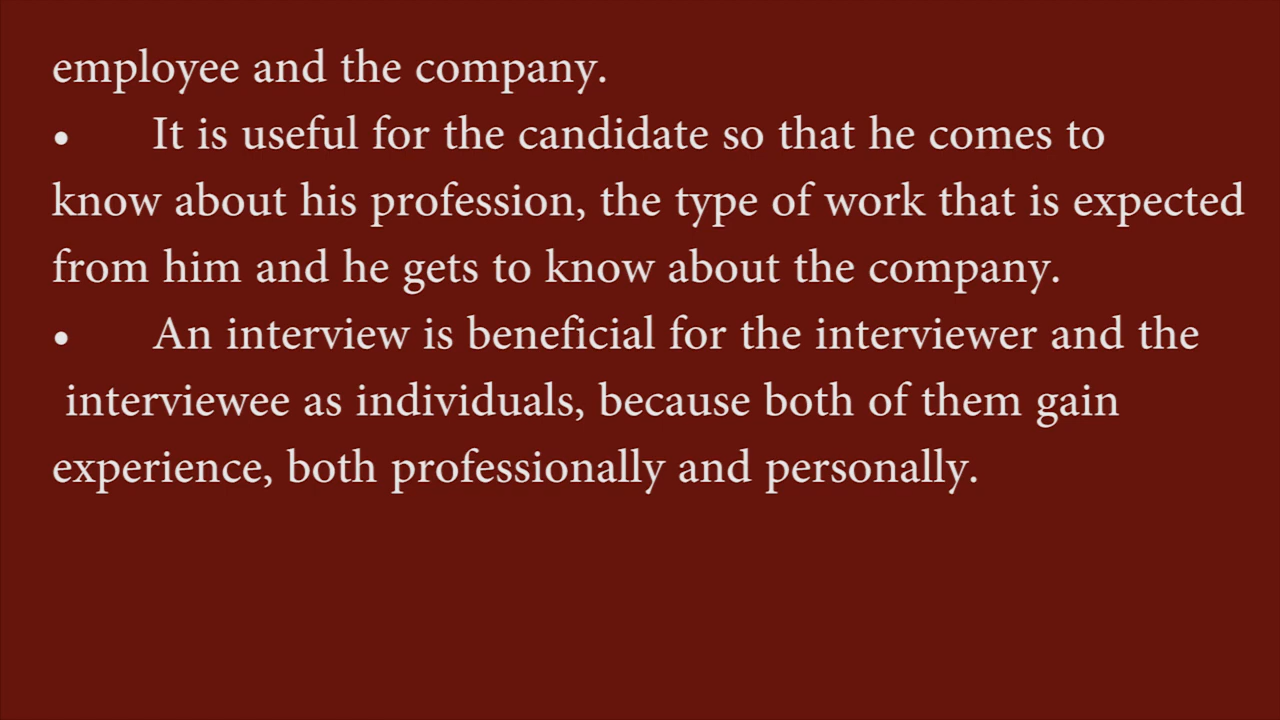 employee and the company.
• It is useful for the candidate so that he comes to
know about his profession, the type of work that is expected
from him and he gets to know about the company.
• An interview is beneficial for the interviewer and the
interviewee as individuals, because both of them gain
experience, both professionally and personally.